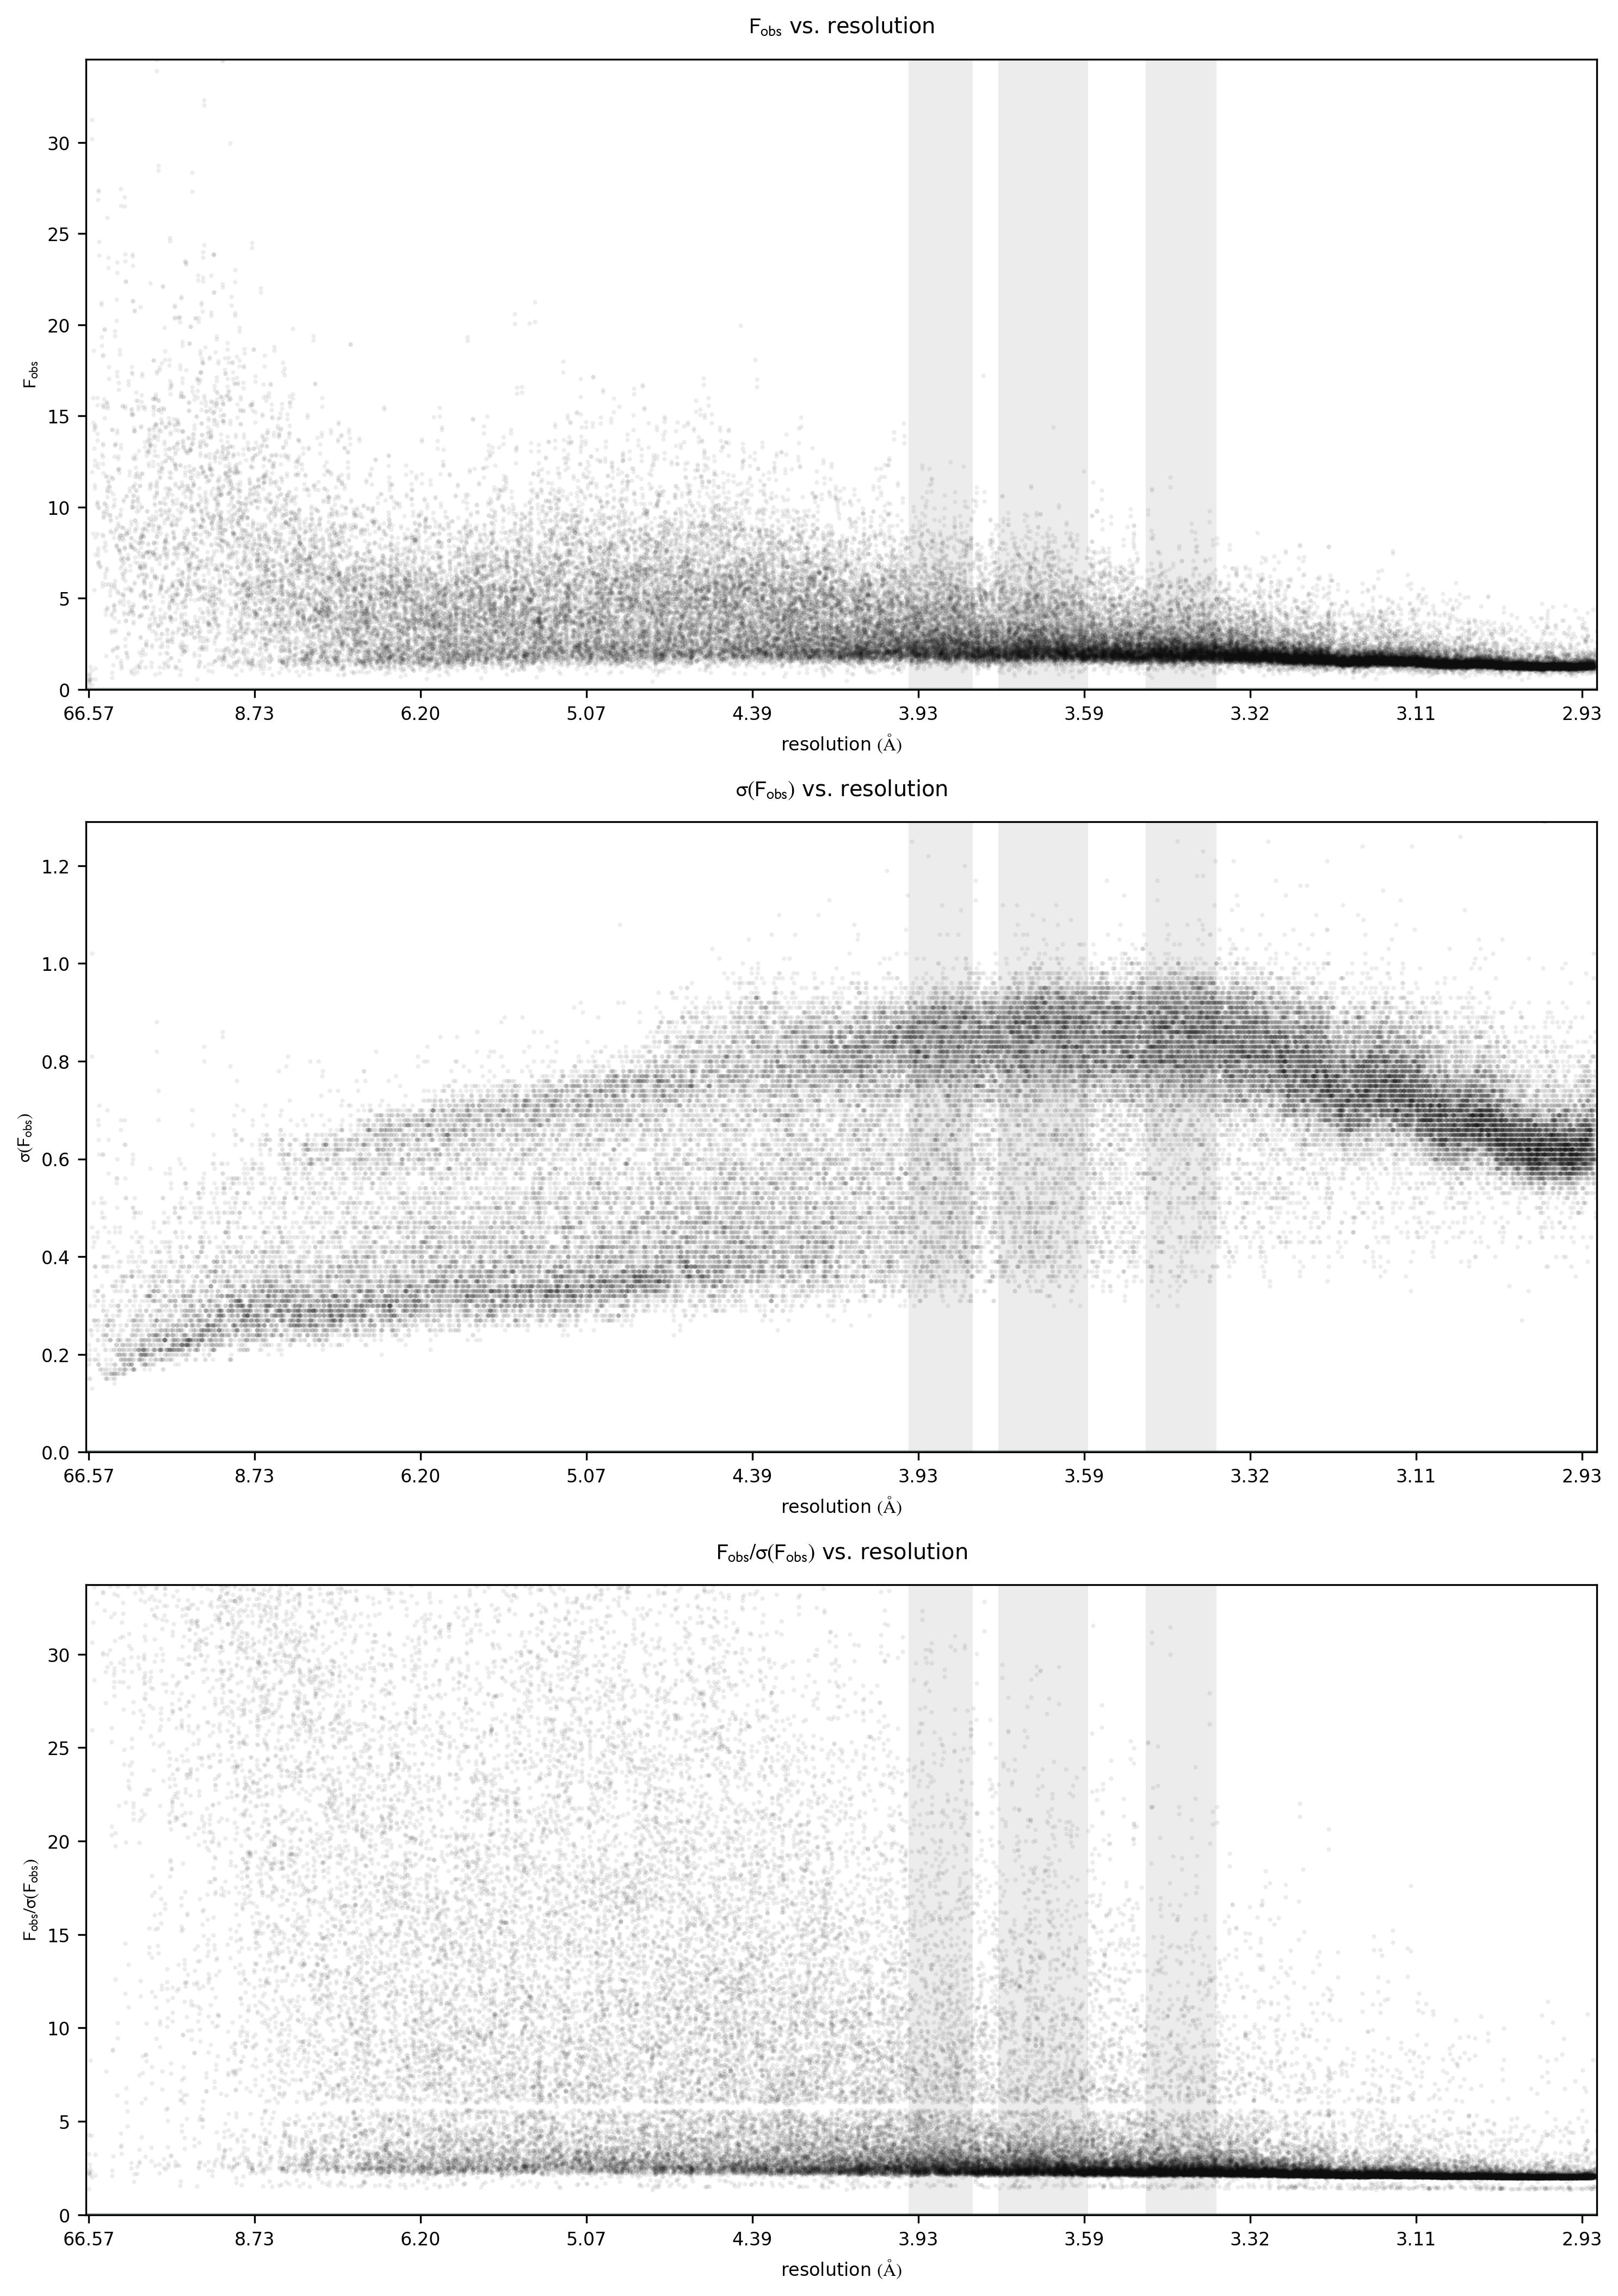 Fobs vs. resolution
30
25
20
15
10
5
0
Fobs
66.57 8.73 6.20 5.07 4.39 3.93 3.59 3.32 3.11 2.93
resolution (Å)
σ(Fobs) vs. resolution
1.2
1.0
0.8
0.6
0.4
0.2
0.0
σ(Fobs)
66.57 8.73 6.20 5.07 4.39 3.93 3.59 3.32 3.11 2.93
resolution (Å)
Fobs/σ(Fobs) vs. resolution
30
25
20
15
10
5
0
Fobs/σ(Fobs)
66.57 8.73 6.20 5.07 4.39 3.93 3.59 3.32 3.11 2.93
resolution (Å)